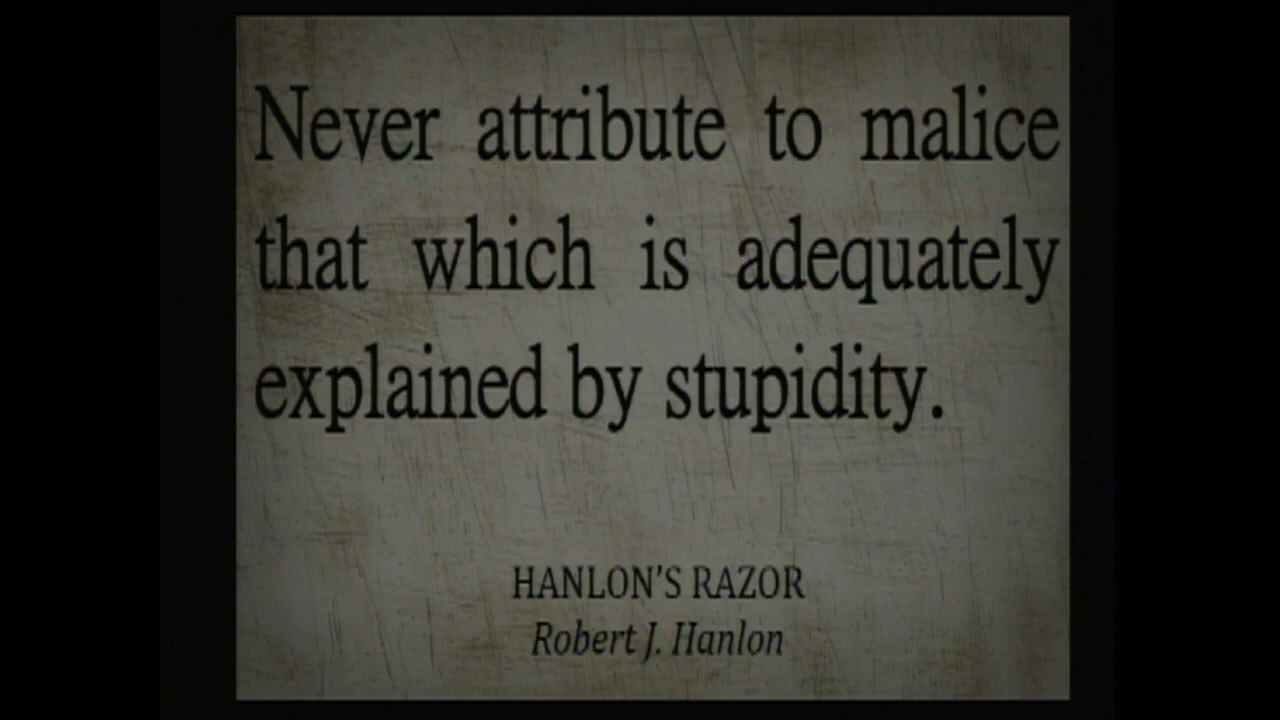 Never attribute to malice
that which is adequately
explained by stupidity.
HANLON'S RAZOR
Robert J. Hanlon